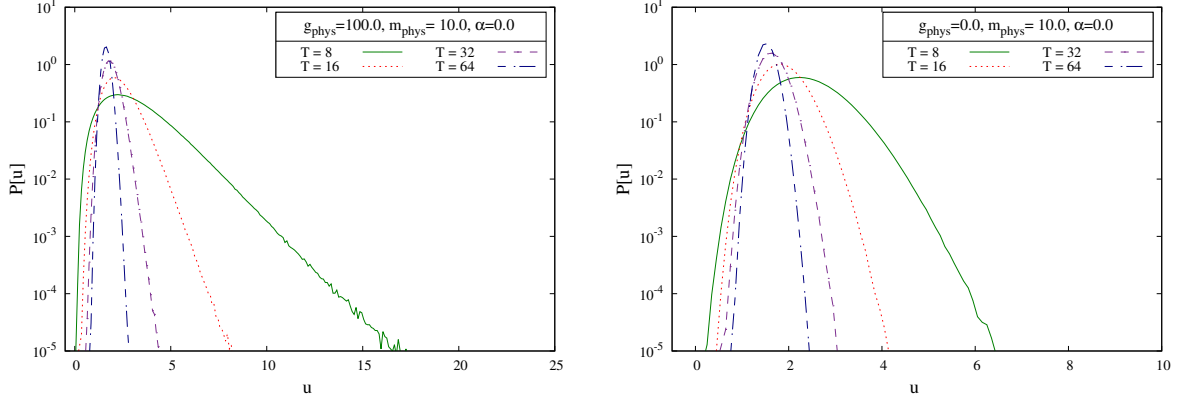 g_phys=100.0, m_phys= 10.0, α=0.0
T = 8 T = 32
T = 16 T = 64
P[u]
10^1
10^0
10^-1
10^-2
10^-3
10^-4
10^-5
0 5 10 15 20 25
u
g_phys=0.0, m_phys= 10.0, α=0.0
T = 8 T = 32
T = 16 T = 64
P[u]
10^1
10^0
10^-1
10^-2
10^-3
10^-4
10^-5
0 2 4 6 8 10
u